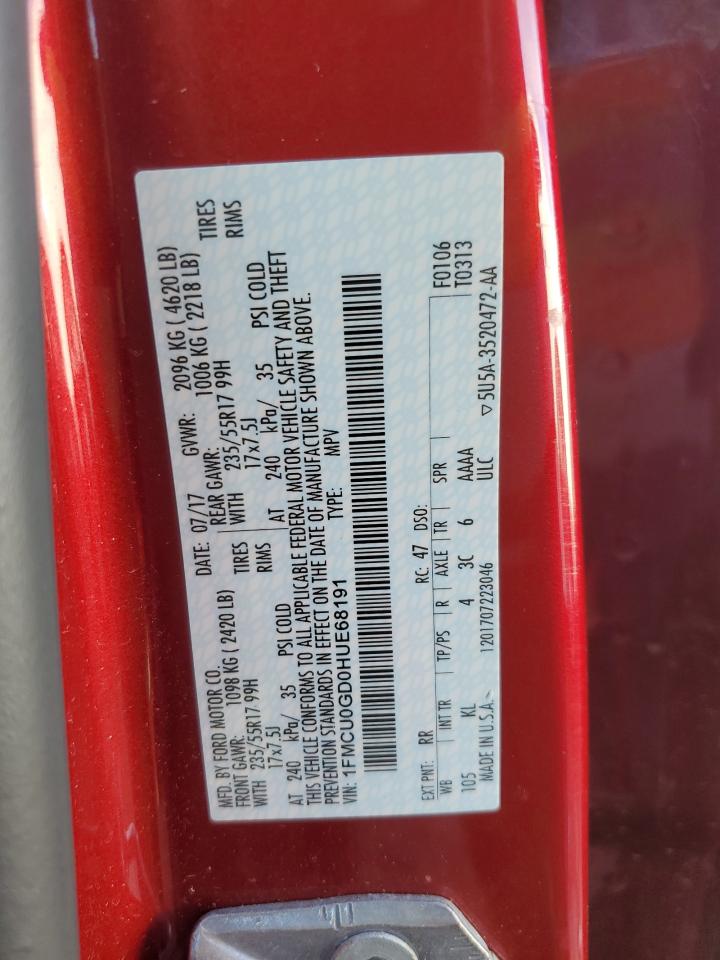 MFD. BY FORD MOTOR CO. DATE: 07/17 GVWR: 2096 KG ( 4620 LB)
FRONT GAWR: 1098 KG ( 2420 LB) REAR GAWR: 1006 KG ( 2218 LB)
WITH 235/55R17 99H TIRES WITH 235/55R17 99H TIRES
17x7.5J RIMS 17x7.5J RIMS
AT 240 kPa/ 35 PSI COLD AT 240 kPa/ 35 PSI COLD
THIS VEHICLE CONFORMS TO ALL APPLICABLE FEDERAL MOTOR VEHICLE SAFETY AND THEFT
PREVENTION STANDARDS IN EFFECT ON THE DATE OF MANUFACTURE SHOWN ABOVE.
VIN: 1FMCU0GD0HUE68191 TYPE: MPV
EXT PNT: RR RC: 47 DSO: F0106
WB INT TR TP/PS R AXLE TR SPR T0313
105 KL 4 3C 6 AAAA
MADE IN U.S.A. 1201707223046 ULC ▽5U5A-3520472-AA